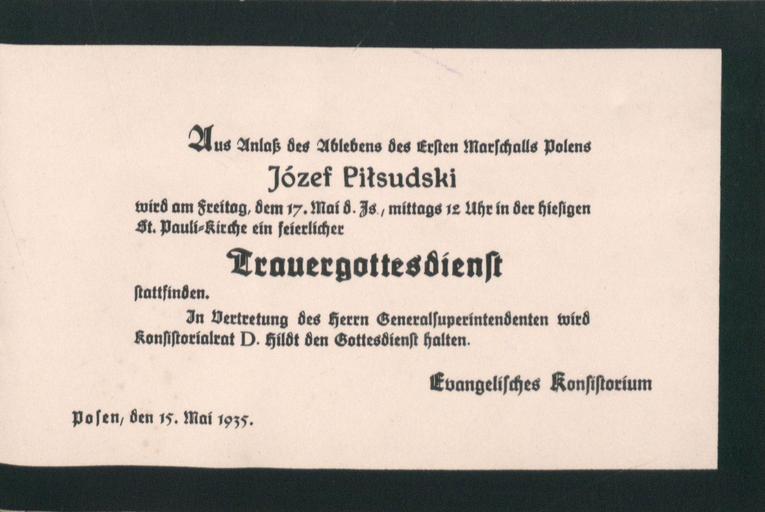 Aus Anlaß des Ablebens des Ersten Marschalls Polens
Józef Piłsudski
wird am Freitag, dem 17. Mai d. Js., mittags 12 Uhr in der hiesigen
St. Pauli-Kirche ein feierlicher
Trauergottesdienst
stattfinden.
In Vertretung des Herrn Generalsuperintendenten wird
Konsistorialrat D. Hildt den Gottesdienst halten.
Evangelisches Konsistorium
Posen, den 15. Mai 1935.